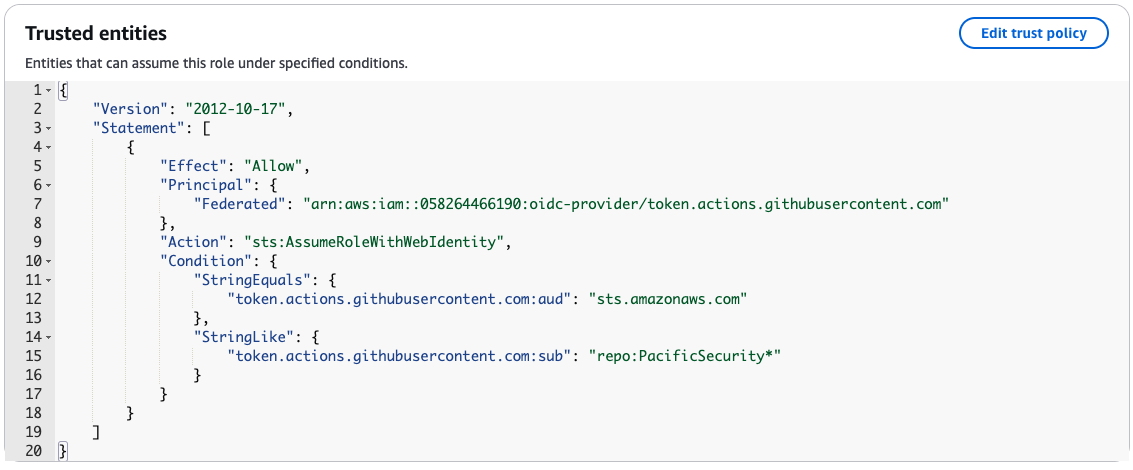 Trusted entities
Edit trust policy
Entities that can assume this role under specified conditions.
1 {
2 "Version": "2012-10-17",
3 "Statement": [
4 {
5 "Effect": "Allow",
6 "Principal": {
7 "Federated": "arn:aws:iam::058264466190:oidc-provider/token.actions.githubusercontent.com"
8 },
9 "Action": "sts:AssumeRoleWithWebIdentity",
10 "Condition": {
11 "StringEquals": {
12 "token.actions.githubusercontent.com:aud": "sts.amazonaws.com"
13 },
14 "StringLike": {
15 "token.actions.githubusercontent.com:sub": "repo:PacificSecurity*"
16 }
17 }
18 }
19 ]
20 }